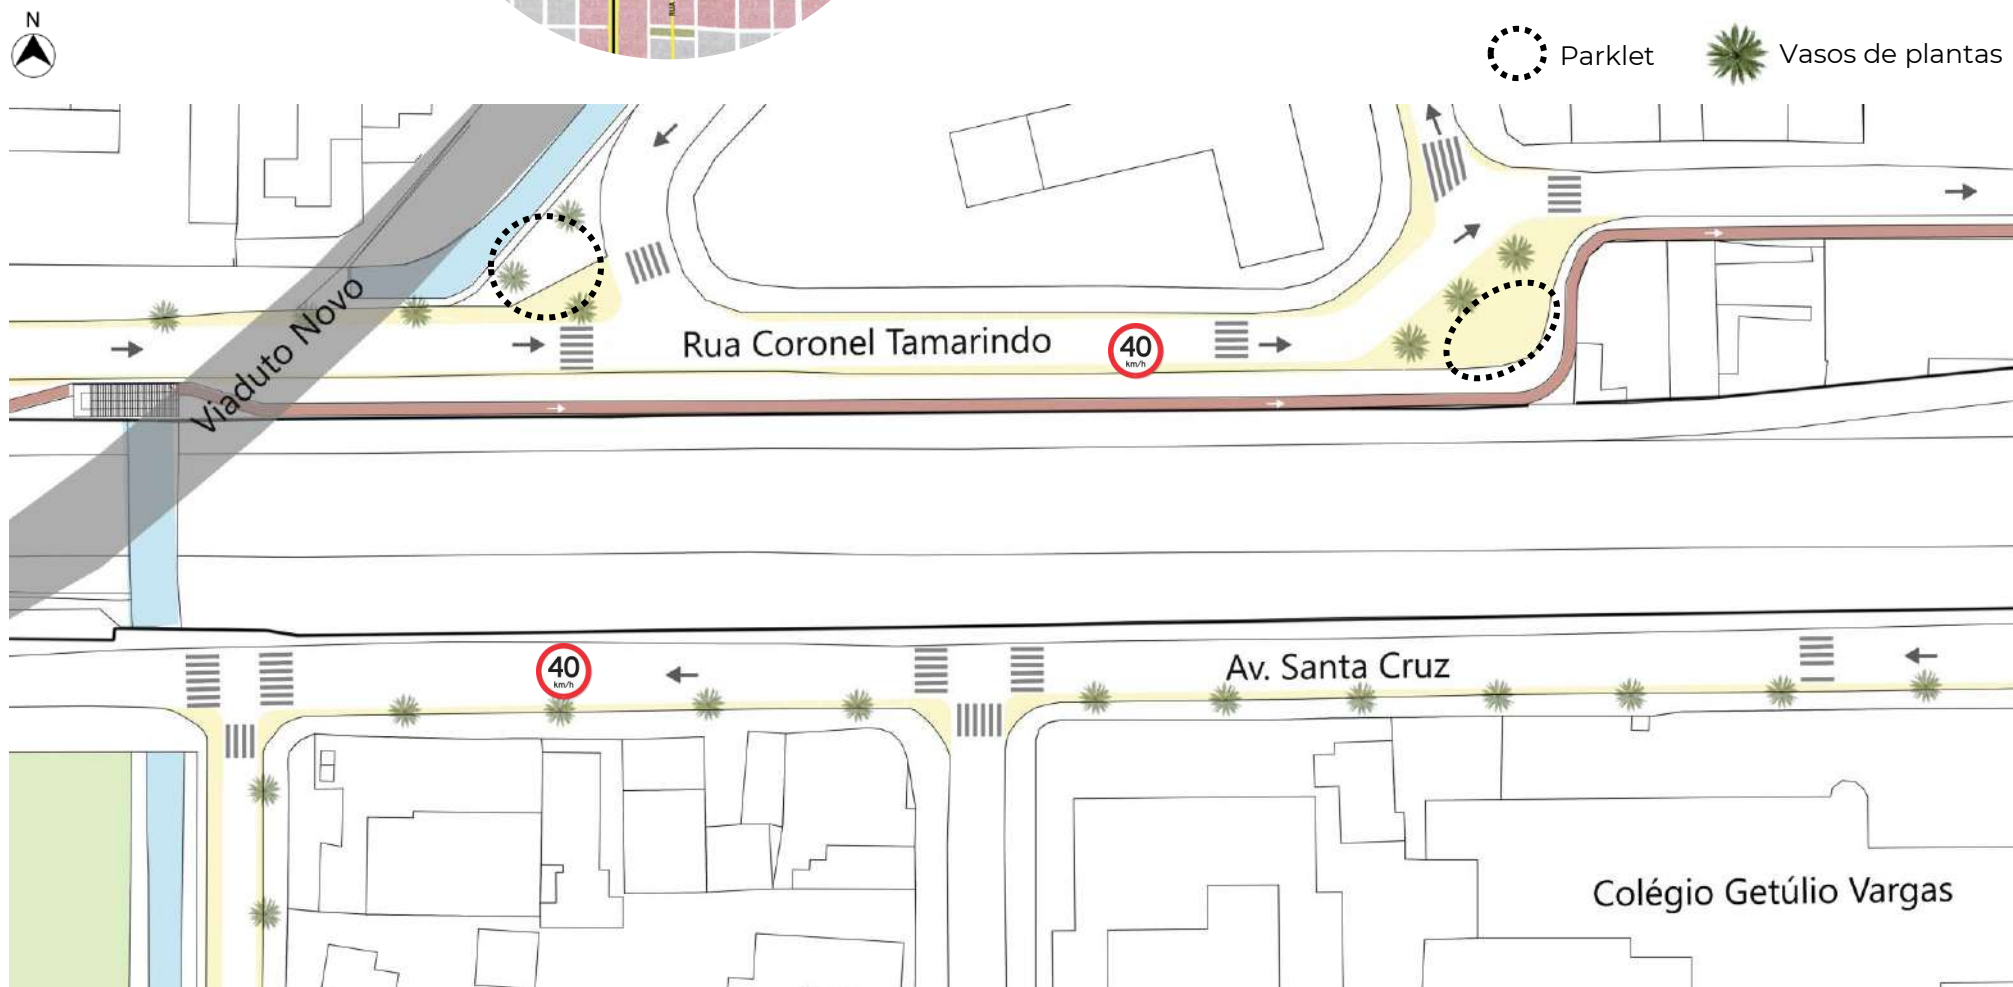 N
RUA
Parklet
Vasos de plantas
Viaduto Novo
Rua Coronel Tamarindo
40
km/h
40
km/h
Av. Santa Cruz
Colégio Getúlio Vargas